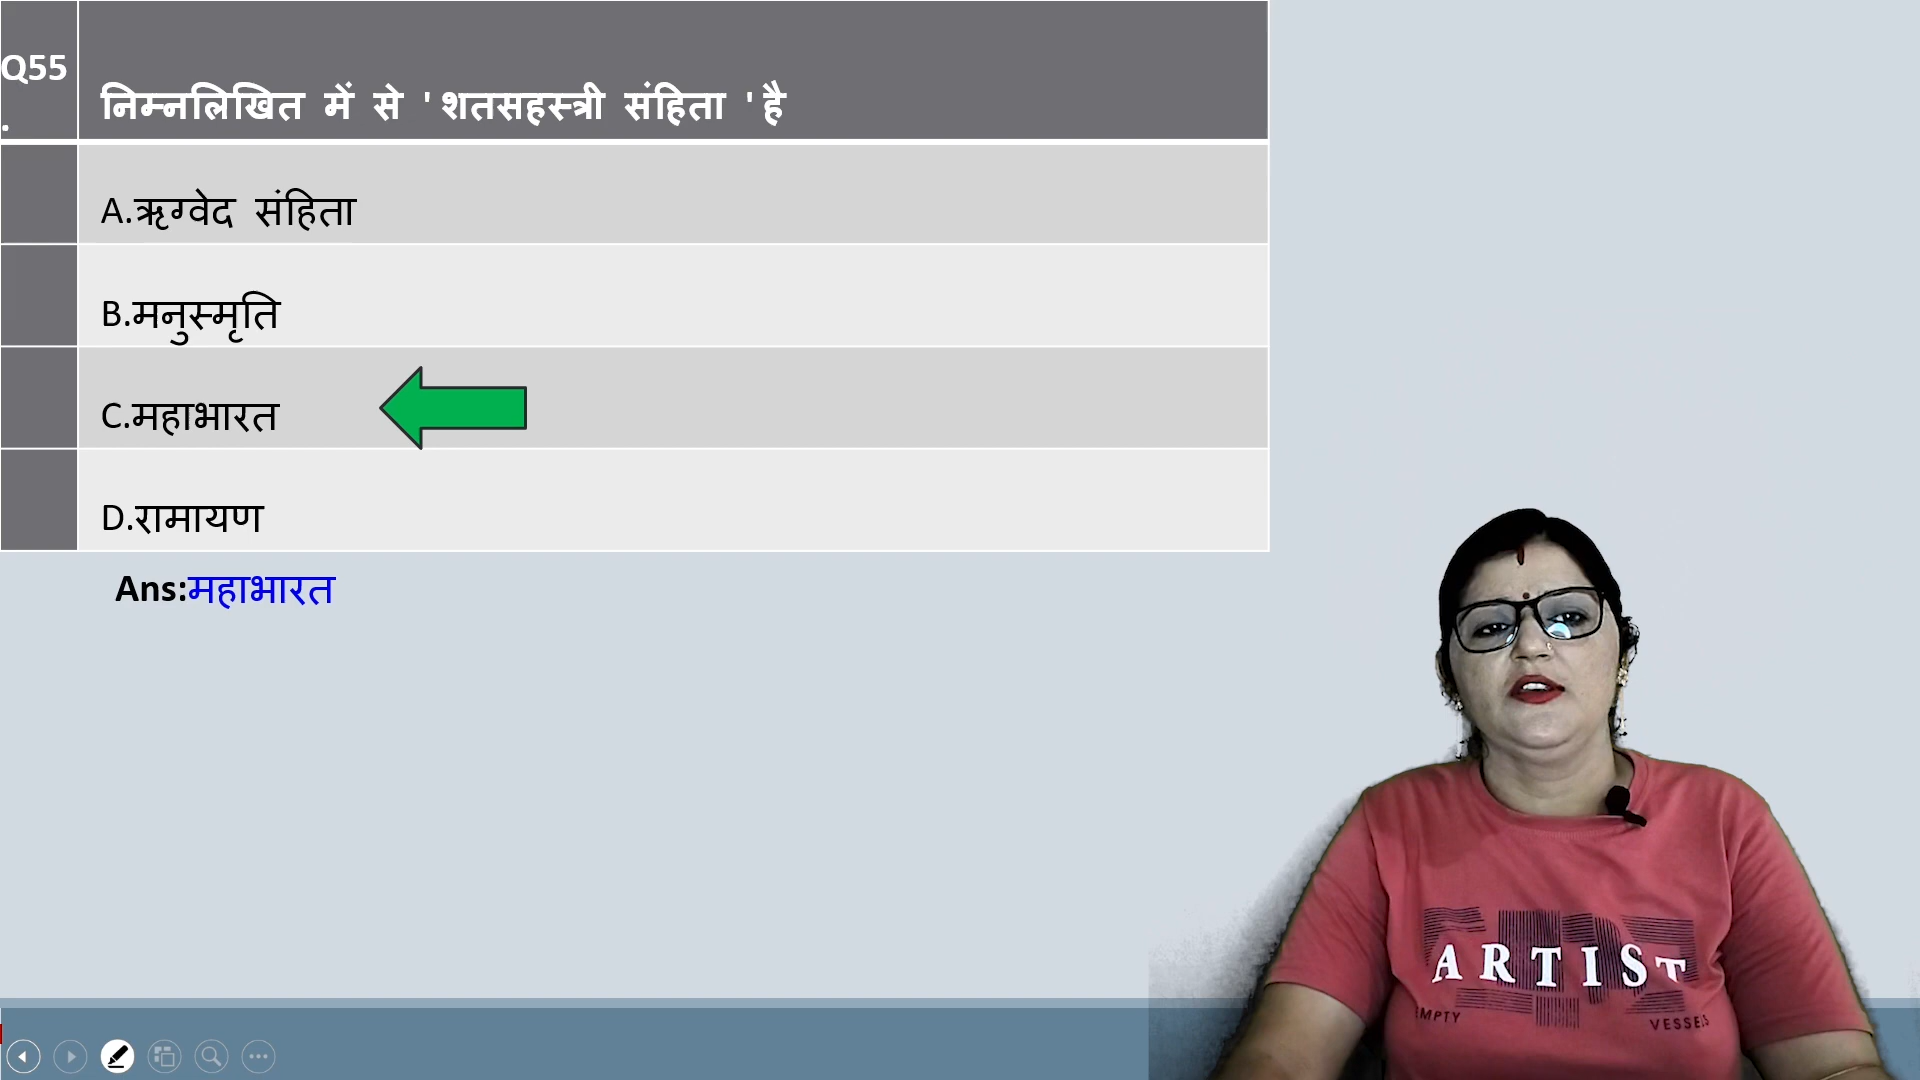 Q55
.
निम्नलिखित में से ' शतसहस्त्री संहिता ' है
A.ऋग्वेद संहिता
B.मनुस्मृति
C.महाभारत
D.रामायण
Ans:महाभारत
ARTIST
EMPTY VESSELS